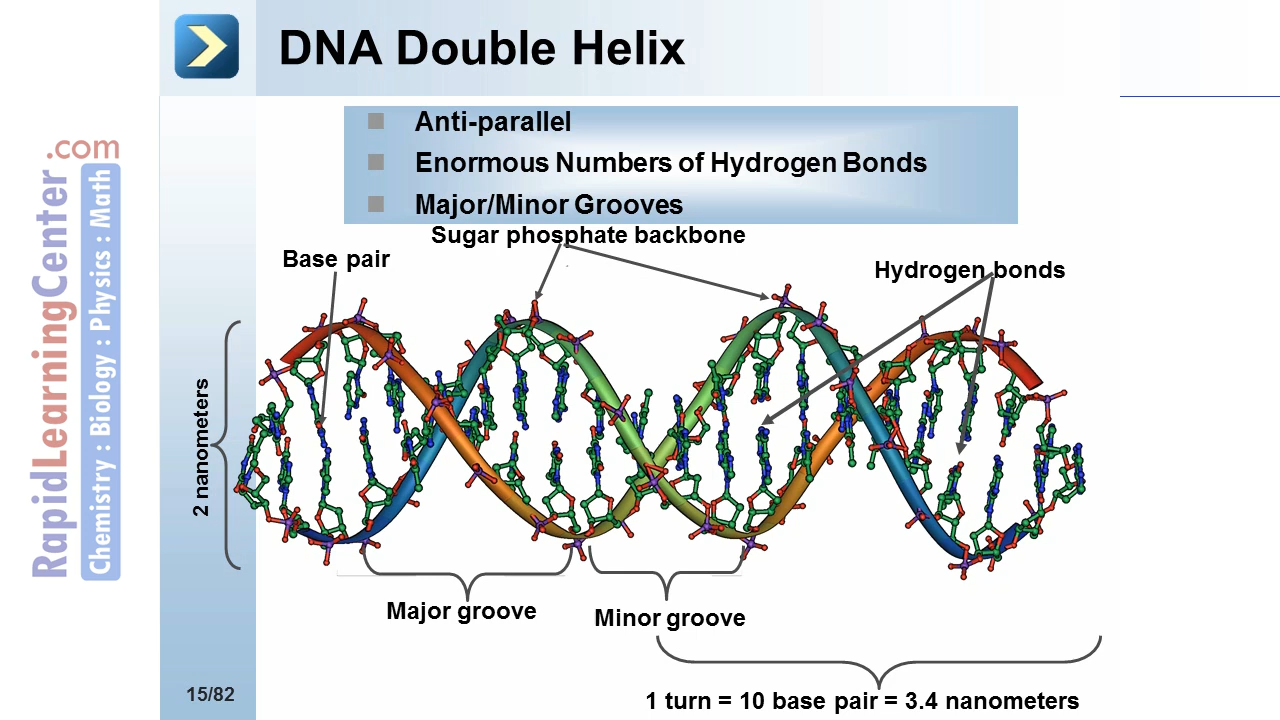 DNA Double Helix
Anti-parallel
Enormous Numbers of Hydrogen Bonds
Major/Minor Grooves
Sugar phosphate backbone
Base pair
Hydrogen bonds
2 nanometers
Major groove
Minor groove
1 turn = 10 base pair = 3.4 nanometers
RapidLearningCenter.com
Chemistry : Biology : Physics : Math
15/82